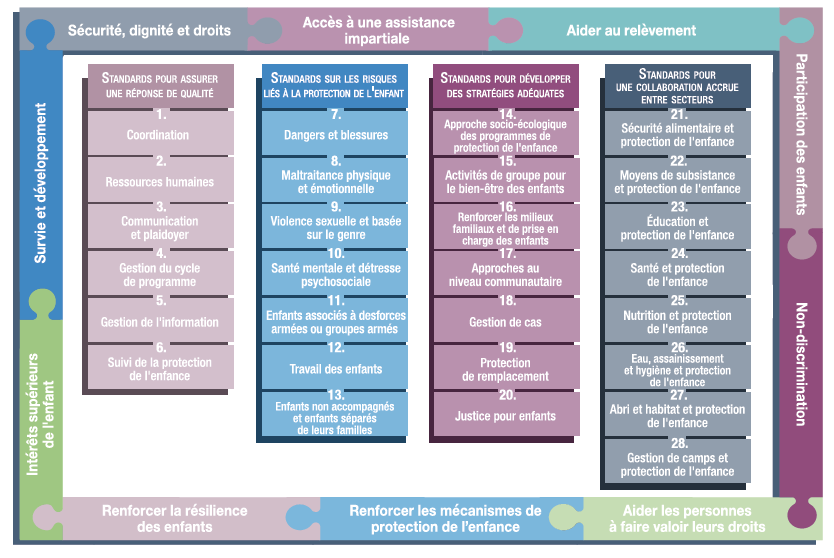 Sécurité, dignité et droits
Accès à une assistance
impartiale
Aider au relèvement
Survie et développement
Intérêts supérieurs
de l'enfant
STANDARDS POUR ASSURER
UNE RÉPONSE DE QUALITÉ
1.
Coordination
2.
Ressources humaines
3.
Communication
et plaidoyer
4.
Gestion du cycle
de programme
5.
Gestion de l'information
6.
Suivi de la protection
de l'enfance
STANDARDS SUR LES RISQUES
LIÉS À LA PROTECTION DE L'ENFANT
7.
Dangers et blessures
8.
Maltraitance physique
et émotionnelle
9.
Violence sexuelle et basée
sur le genre
10.
Santé mentale et détresse
psychosociale
11.
Enfants associés à desforces
armées ou groupes armés
12.
Travail des enfants
13.
Enfants non accompagnés
et enfants séparés
de leurs familles
STANDARDS POUR DÉVELOPPER
DES STRATÉGIES ADÉQUATES
14.
Approche socio-écologique
des programmes de
protection de l'enfance
15.
Activités de groupe pour
le bien-être des enfants
16.
Renforcer les milieux
familiaux et de prise en
charge des enfants
17.
Approches au
niveau communautaire
18.
Gestion de cas
19.
Protection
de remplacement
20.
Justice pour enfants
STANDARDS POUR
UNE COLLABORATION ACCRUE
ENTRE SECTEURS
21.
Sécurité alimentaire et
protection de l'enfance
22.
Moyens de subsistance
et protection de l'enfance
23.
Éducation et
protection de l'enfance
24.
Santé et protection
de l'enfance
25.
Nutrition et protection
de l'enfance
26.
Eau, assainissement
et hygiène et protection
de l'enfance
27.
Abri et habitat et protection
de l'enfance
28.
Gestion de camps et
protection de l'enfance
Participation des enfants
Non-discrimination
Renforcer la résilience
des enfants
Renforcer les mécanismes de
protection de l'enfance
Aider les personnes
à faire valoir leurs droits